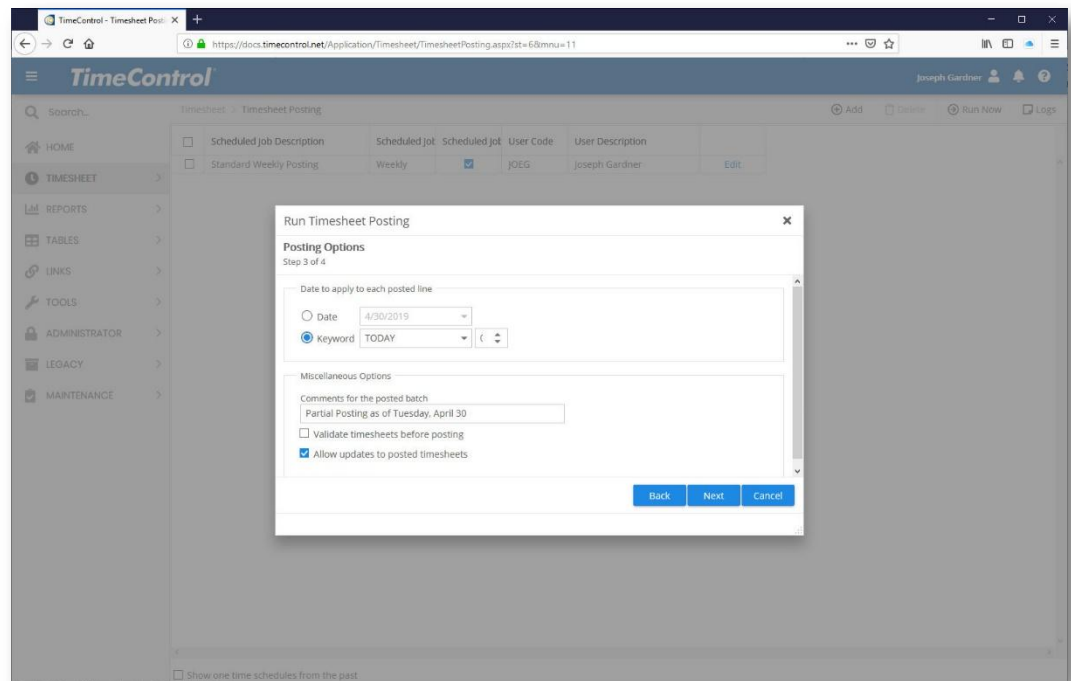 TimeControl - Timesheet Posti
https://docs.timecontrol.net/Application/Timesheet/TimesheetPosting.aspx?st=6&mnu=11
TimeControl
Joseph Gardner
Search...
Timesheet > Timesheet Posting
Add Delete Run Now Logs
Scheduled Job Description Scheduled Jol Scheduled Jol User Code User Description
Standard Weekly Posting Weekly JOEG Joseph Gardner Edit
HOME
TIMESHEET
REPORTS
TABLES
LINKS
TOOLS
ADMINISTRATOR
LEGACY
MAINTENANCE
Run Timesheet Posting
Posting Options
Step 3 of 4
Date to apply to each posted line
Date 4/30/2019
Keyword TODAY
Miscellaneous Options
Comments for the posted batch
Partial Posting as of Tuesday, April 30
Validate timesheets before posting
Allow updates to posted timesheets
Back Next Cancel
Show one time schedules from the past